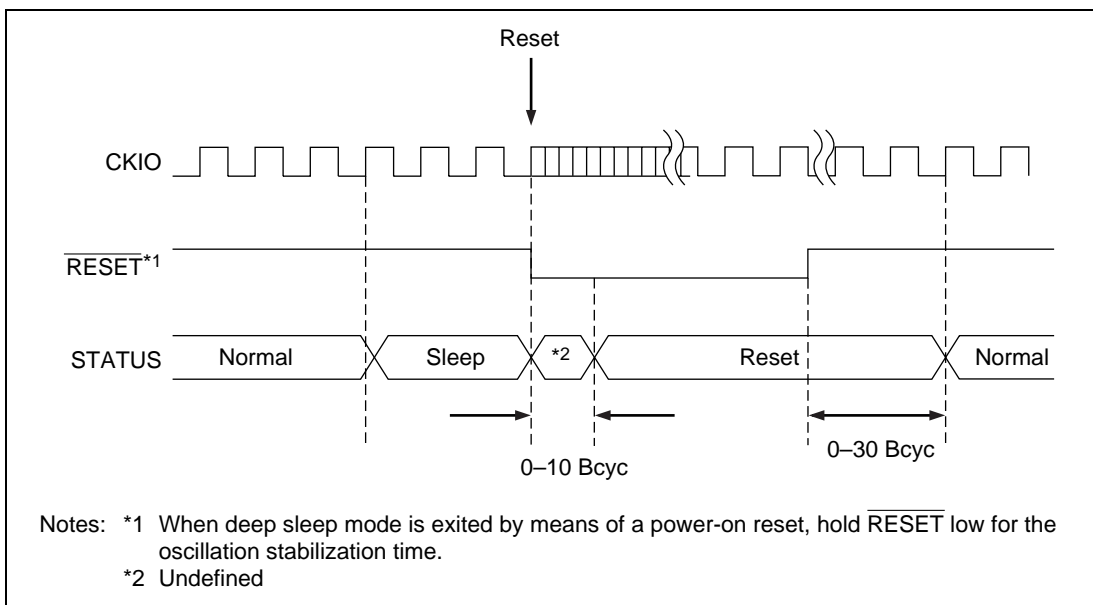 Reset
CKIO
RESET*1
STATUS
Normal
Sleep
*2
Reset
Normal
0–10 Bcyc
0–30 Bcyc
Notes: *1 When deep sleep mode is exited by means of a power-on reset, hold RESET low for the
oscillation stabilization time.
*2 Undefined